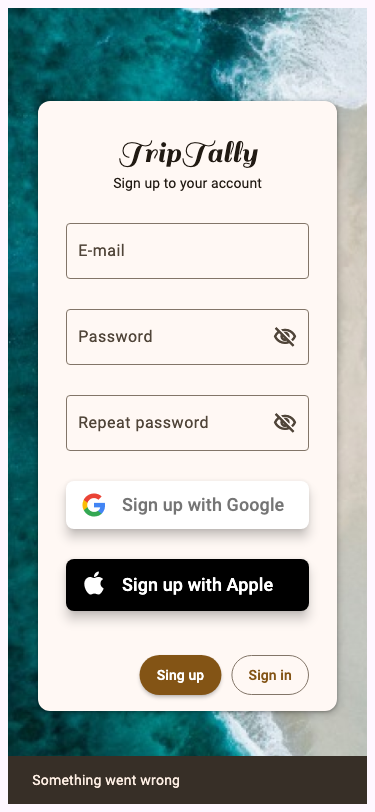 TripTally
Sign up to your account
E-mail
Password
Repeat password
Sign up with Google
Sign up with Apple
Sing up
Sign in
Something went wrong